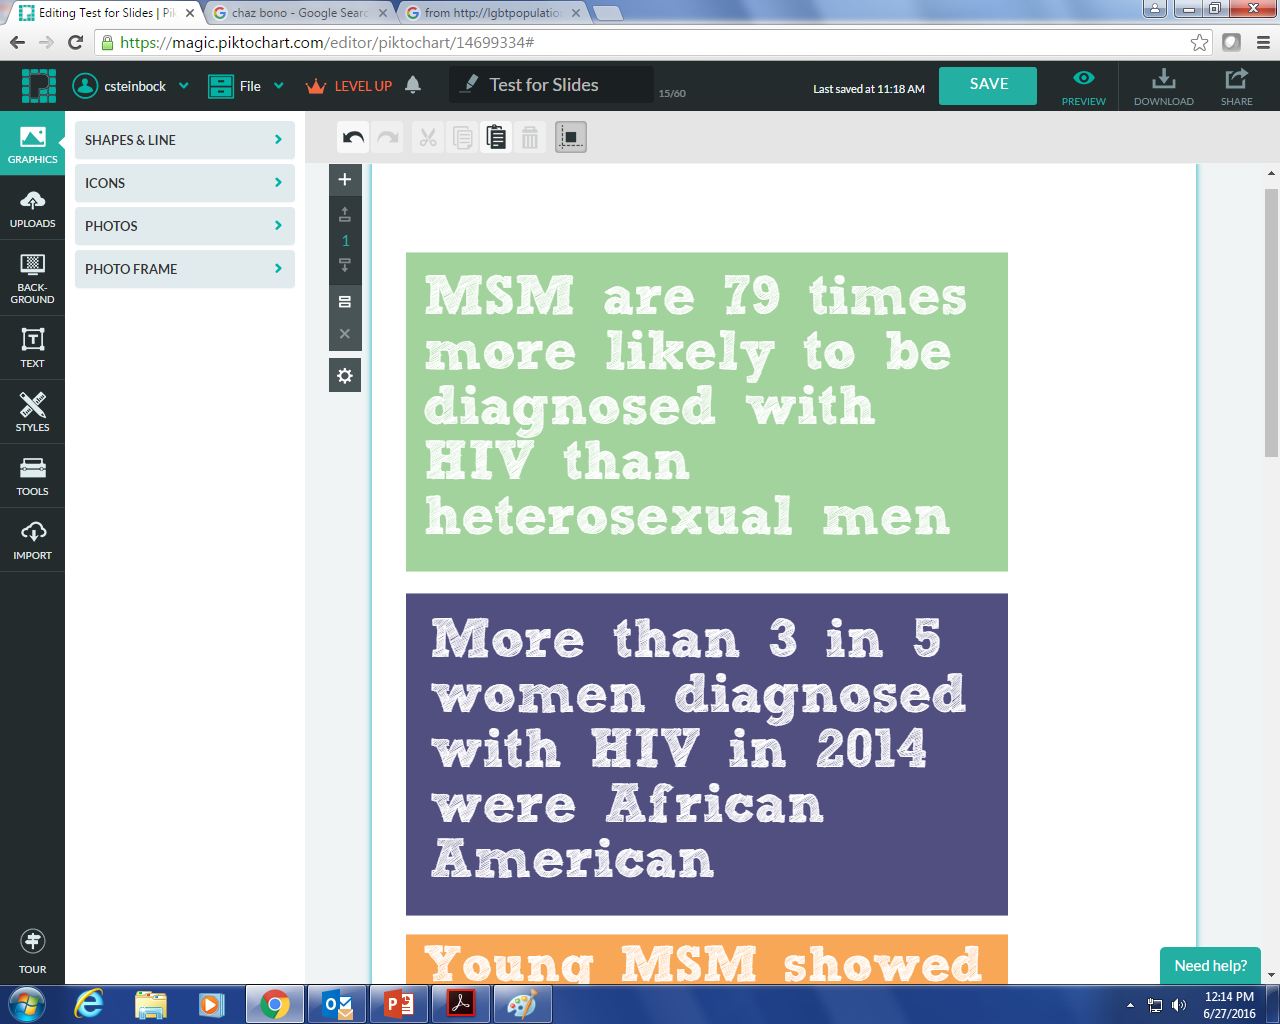 Editing Test for Slides | Pik
chaz bono - Google Searc
from http://lgbtpopulation
https://magic.piktochart.com/editor/piktochart/14699334#
csteinbock
File
LEVEL UP
Test for Slides
15/60
Last saved at 11:18 AM
SAVE
PREVIEW
DOWNLOAD
SHARE
GRAPHICS
UPLOADS
BACK-
GROUND
TEXT
STYLES
TOOLS
IMPORT
TOUR
SHAPES & LINE
ICONS
PHOTOS
PHOTO FRAME
1
MSM are 79 times
more likely to be
diagnosed with
HIV than
heterosexual men
More than 3 in 5
women diagnosed
with HIV in 2014
were African
American
Young MSM showed
Need help?
12:14 PM
6/27/2016